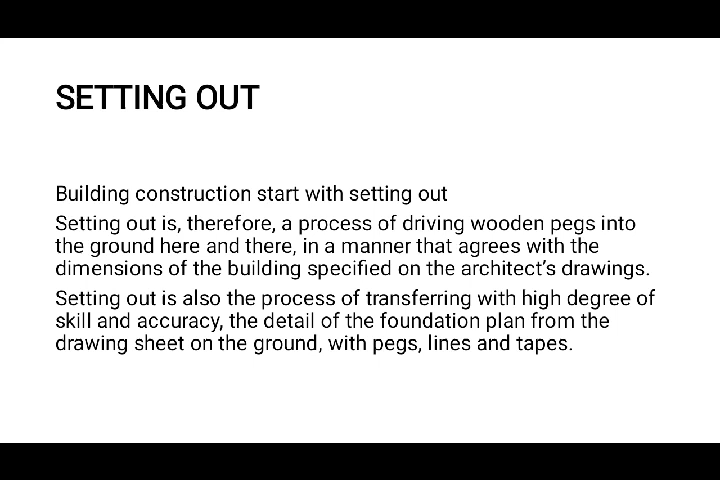 SETTING OUT
Building construction start with setting out
Setting out is, therefore, a process of driving wooden pegs into
the ground here and there, in a manner that agrees with the
dimensions of the building specified on the architect's drawings.
Setting out is also the process of transferring with high degree of
skill and accuracy, the detail of the foundation plan from the
drawing sheet on the ground, with pegs, lines and tapes.